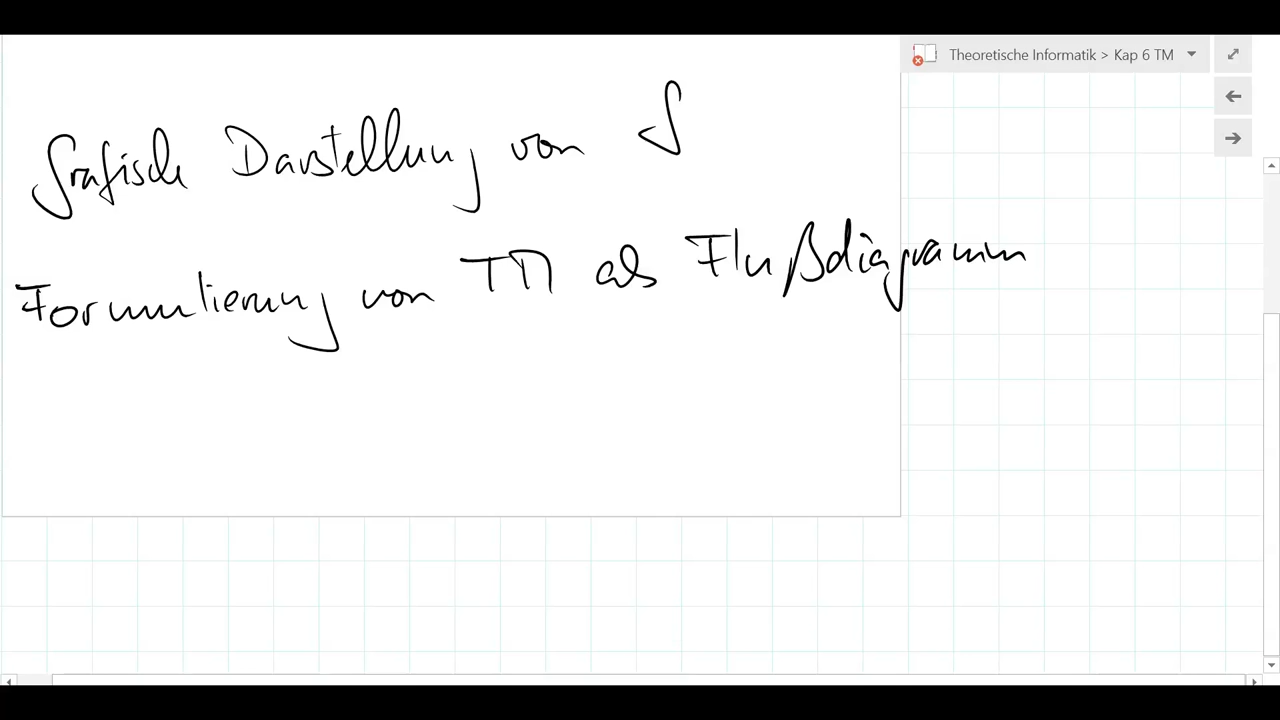 Theoretische Informatik > Kap 6 TM
grafische Darstellung von δ
Formulierung von TM als Flußdiagramm